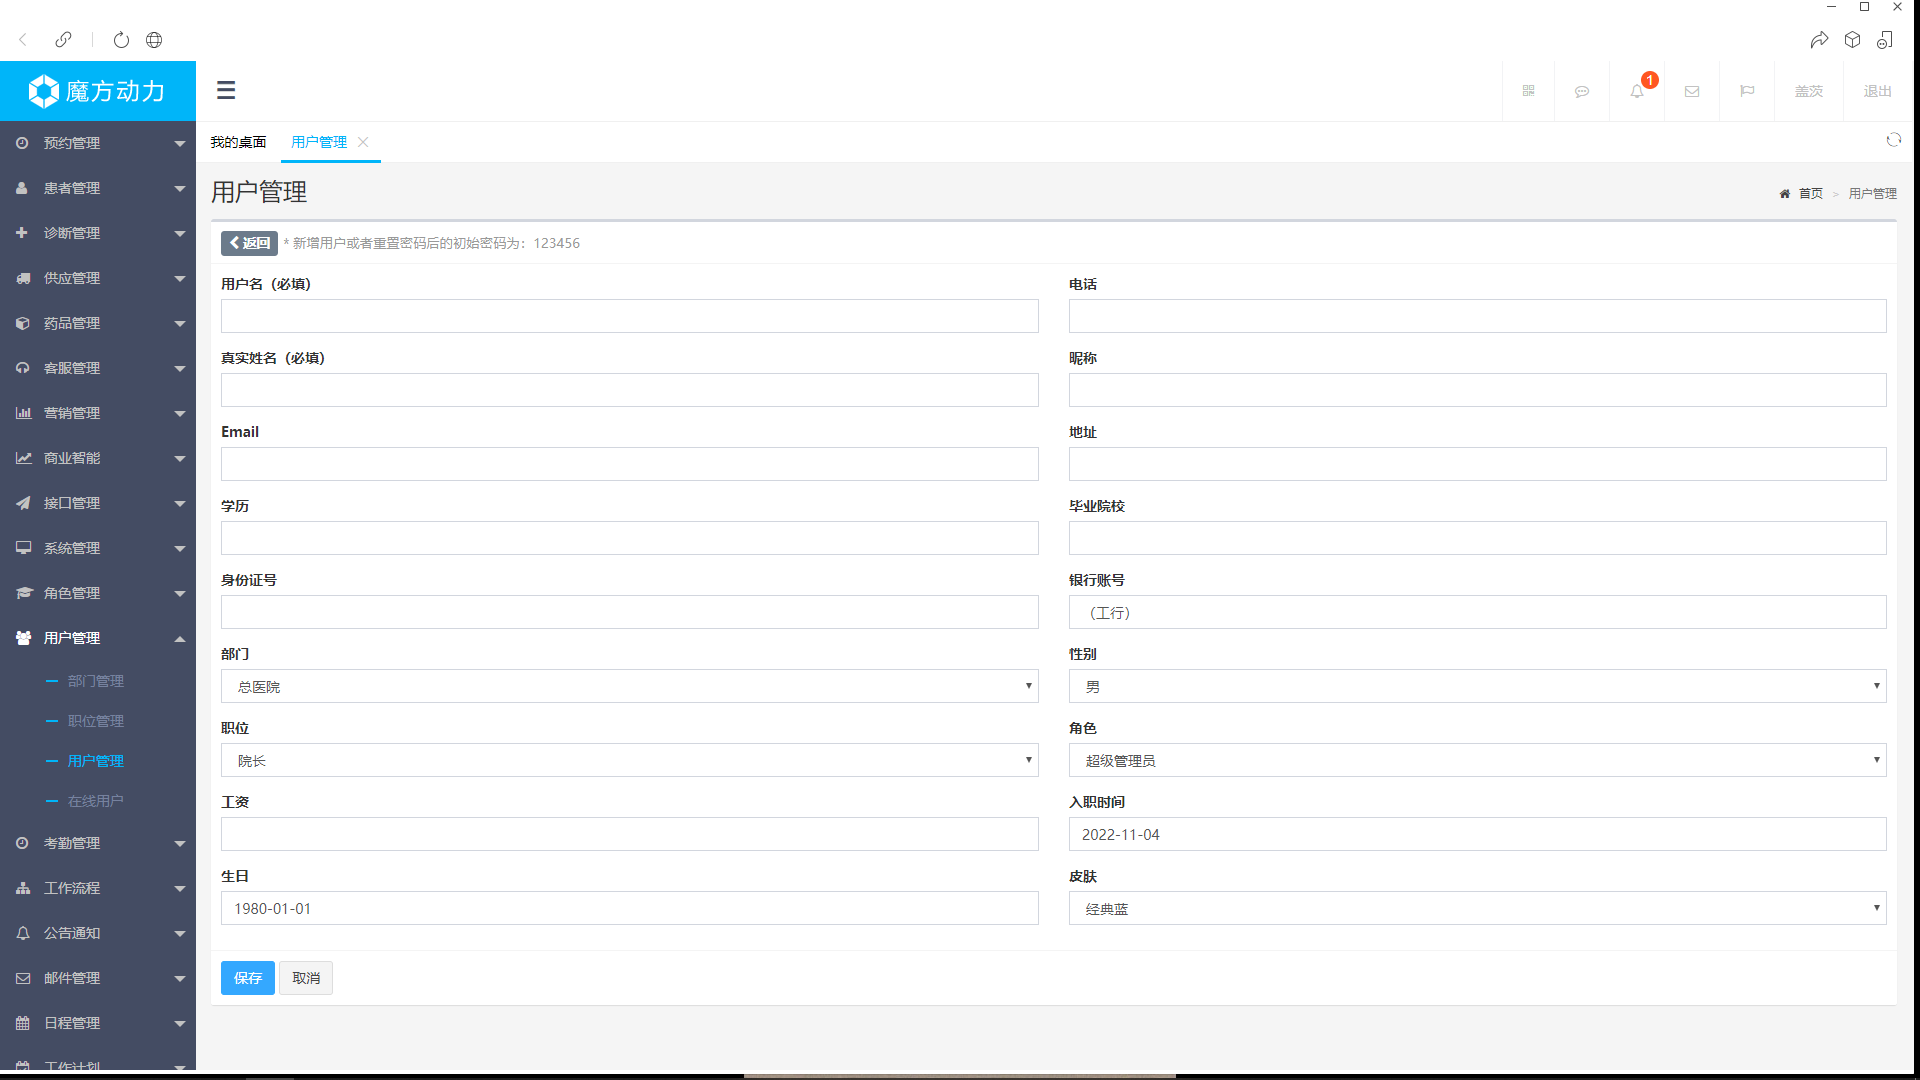 魔方动力
1
盖茨
退出
我的桌面
用户管理
预约管理
患者管理
诊断管理
供应管理
药品管理
客服管理
营销管理
商业智能
接口管理
系统管理
角色管理
用户管理
部门管理
职位管理
用户管理
在线用户
考勤管理
工作流程
公告通知
邮件管理
日程管理
工作计划
用户管理
首页 > 用户管理
返回 * 新增用户或者重置密码后的初始密码为：123456
用户名（必填）
电话
真实姓名（必填）
昵称
Email
地址
学历
毕业院校
身份证号
银行账号
（工行）
部门
性别
总医院
男
职位
角色
院长
超级管理员
工资
入职时间
2022-11-04
生日
皮肤
1980-01-01
经典蓝
保存
取消